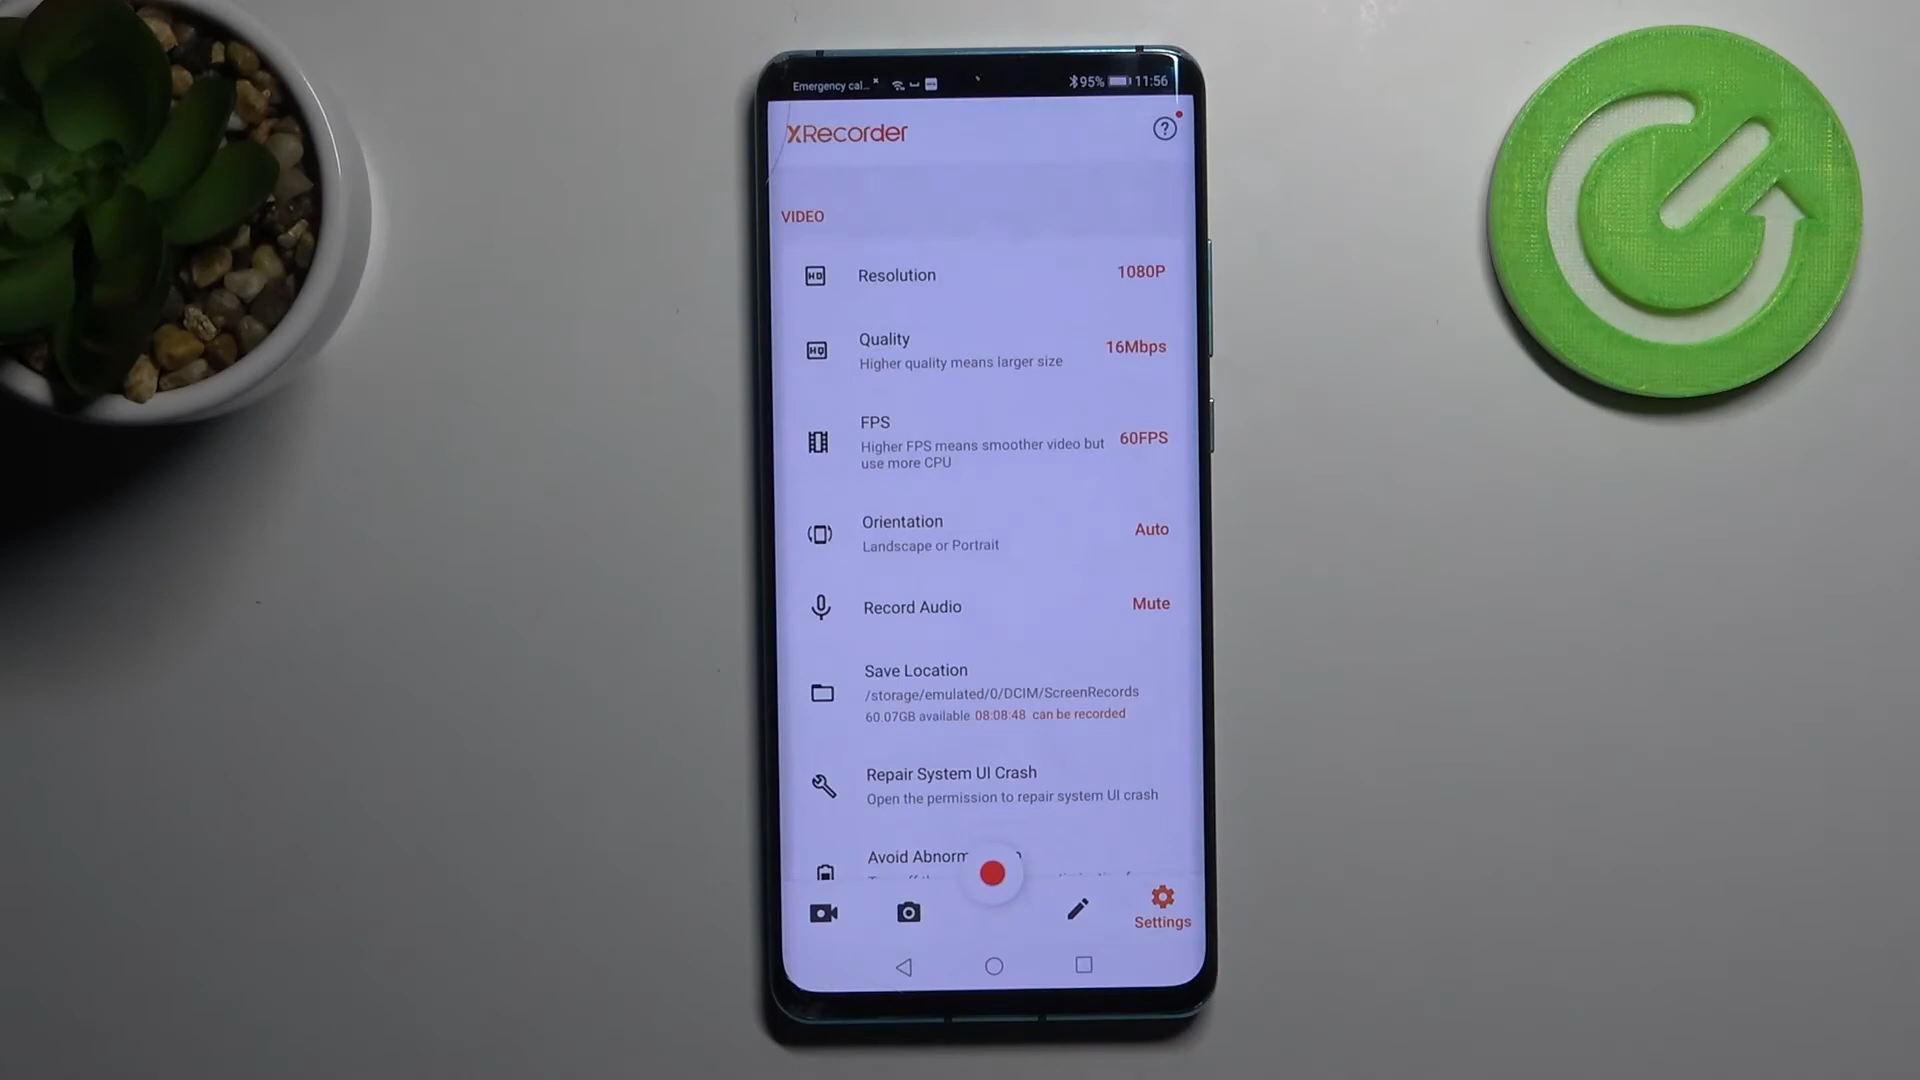 Emergency cal... 95% 11:56
XRecorder
VIDEO
Resolution 1080P
Quality 16Mbps
Higher quality means larger size
FPS 60FPS
Higher FPS means smoother video but
use more CPU
Orientation Auto
Landscape or Portrait
Record Audio Mute
Save Location
/storage/emulated/0/DCIM/ScreenRecords
60.07GB available 08:08:48 can be recorded
Repair System UI Crash
Open the permission to repair system UI crash
Avoid
Settings